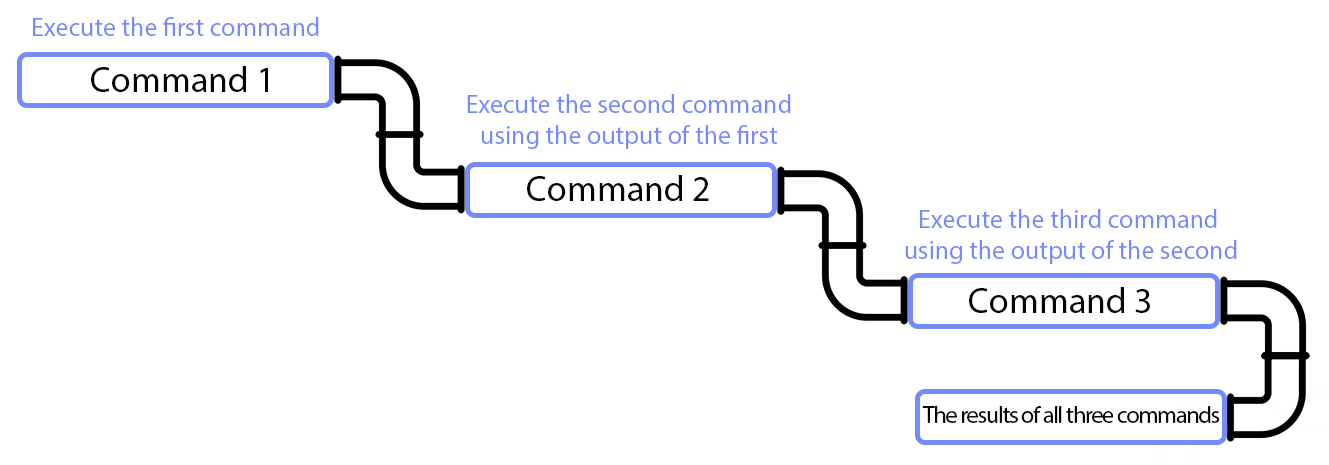 Execute the first command
Command 1
Execute the second command
using the output of the first
Command 2
Execute the third command
using the output of the second
Command 3
The results of all three commands